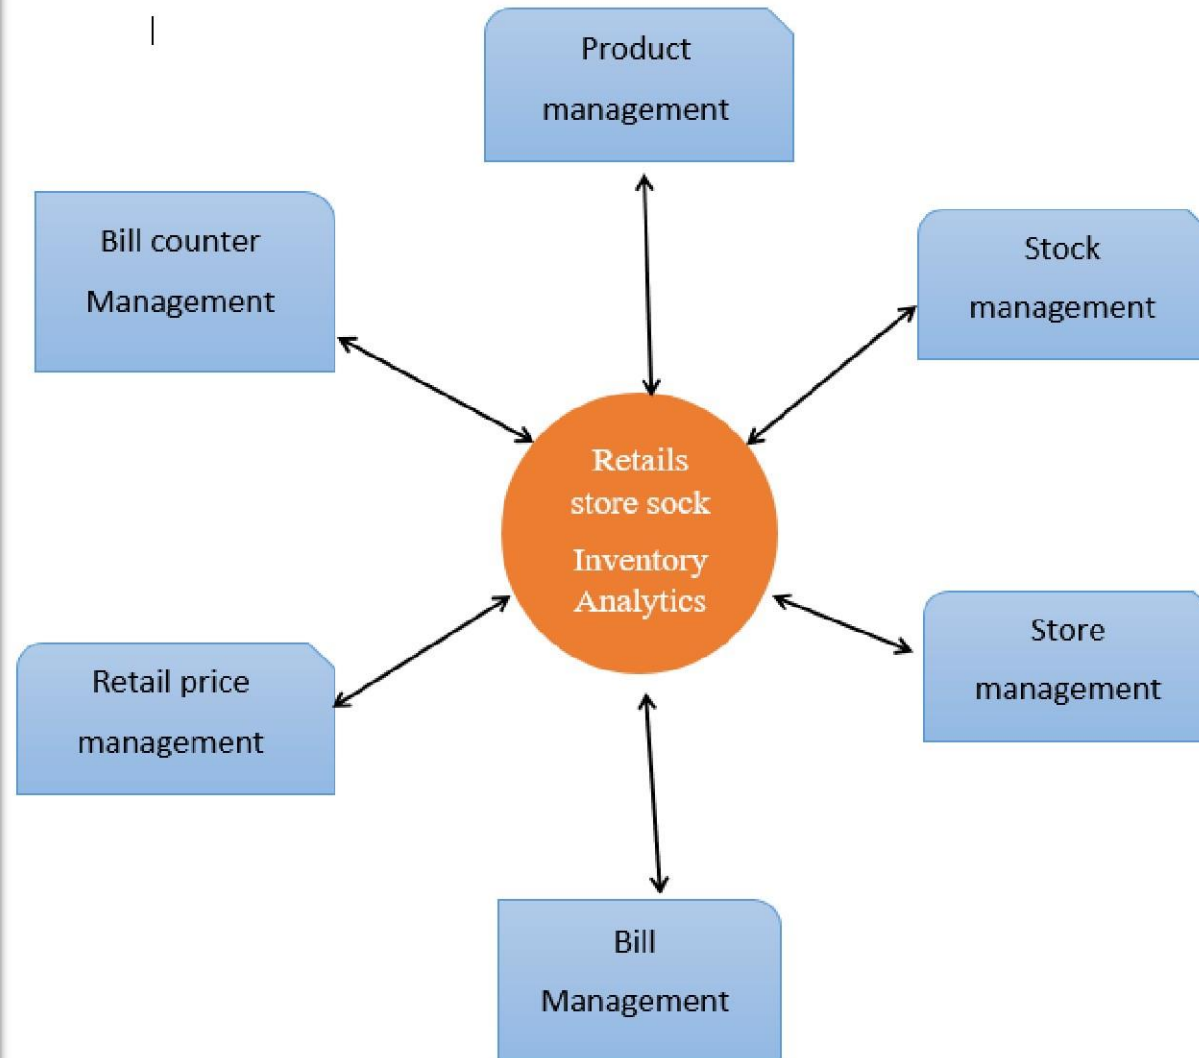 Product
management
Bill counter
Management
Stock
management
Retails
store sock
Inventory
Analytics
Store
management
Retail price
management
Bill
Management